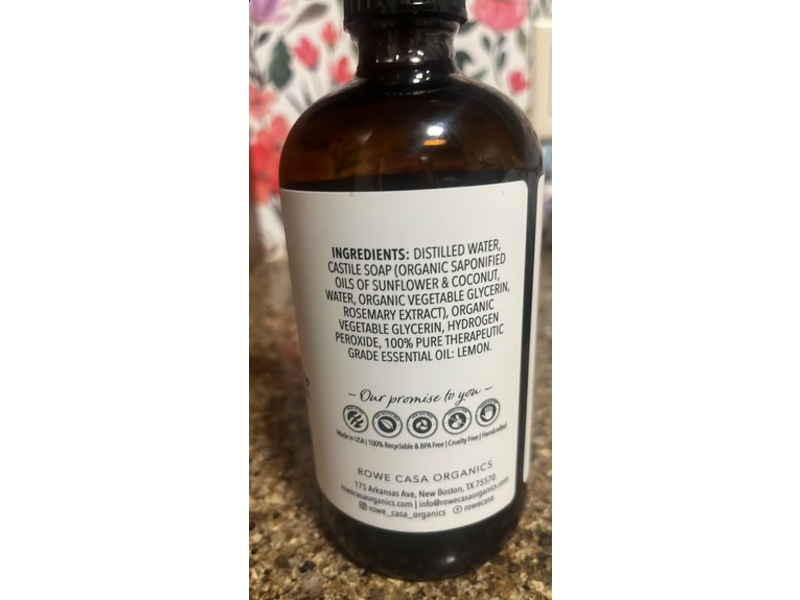 INGREDIENTS: DISTILLED WATER,
CASTILE SOAP (ORGANIC SAPONIFIED
OILS OF SUNFLOWER & COCONUT,
WATER, ORGANIC VEGETABLE GLYCERIN,
ROSEMARY EXTRACT), ORGANIC
VEGETABLE GLYCERIN, HYDROGEN
PEROXIDE, 100% PURE THERAPEUTIC
GRADE ESSENTIAL OIL: LEMON.
– Our promise to you –
Made in USA | 100% Recyclable & BPA Free | Cruelty Free | Handcrafted
ROWE CASA ORGANICS
175 Arkansas Ave, New Boston, TX 75570
rowecasaorganics.com | info@rowecasaorganics.com
rowe_casa_organics rowecasa